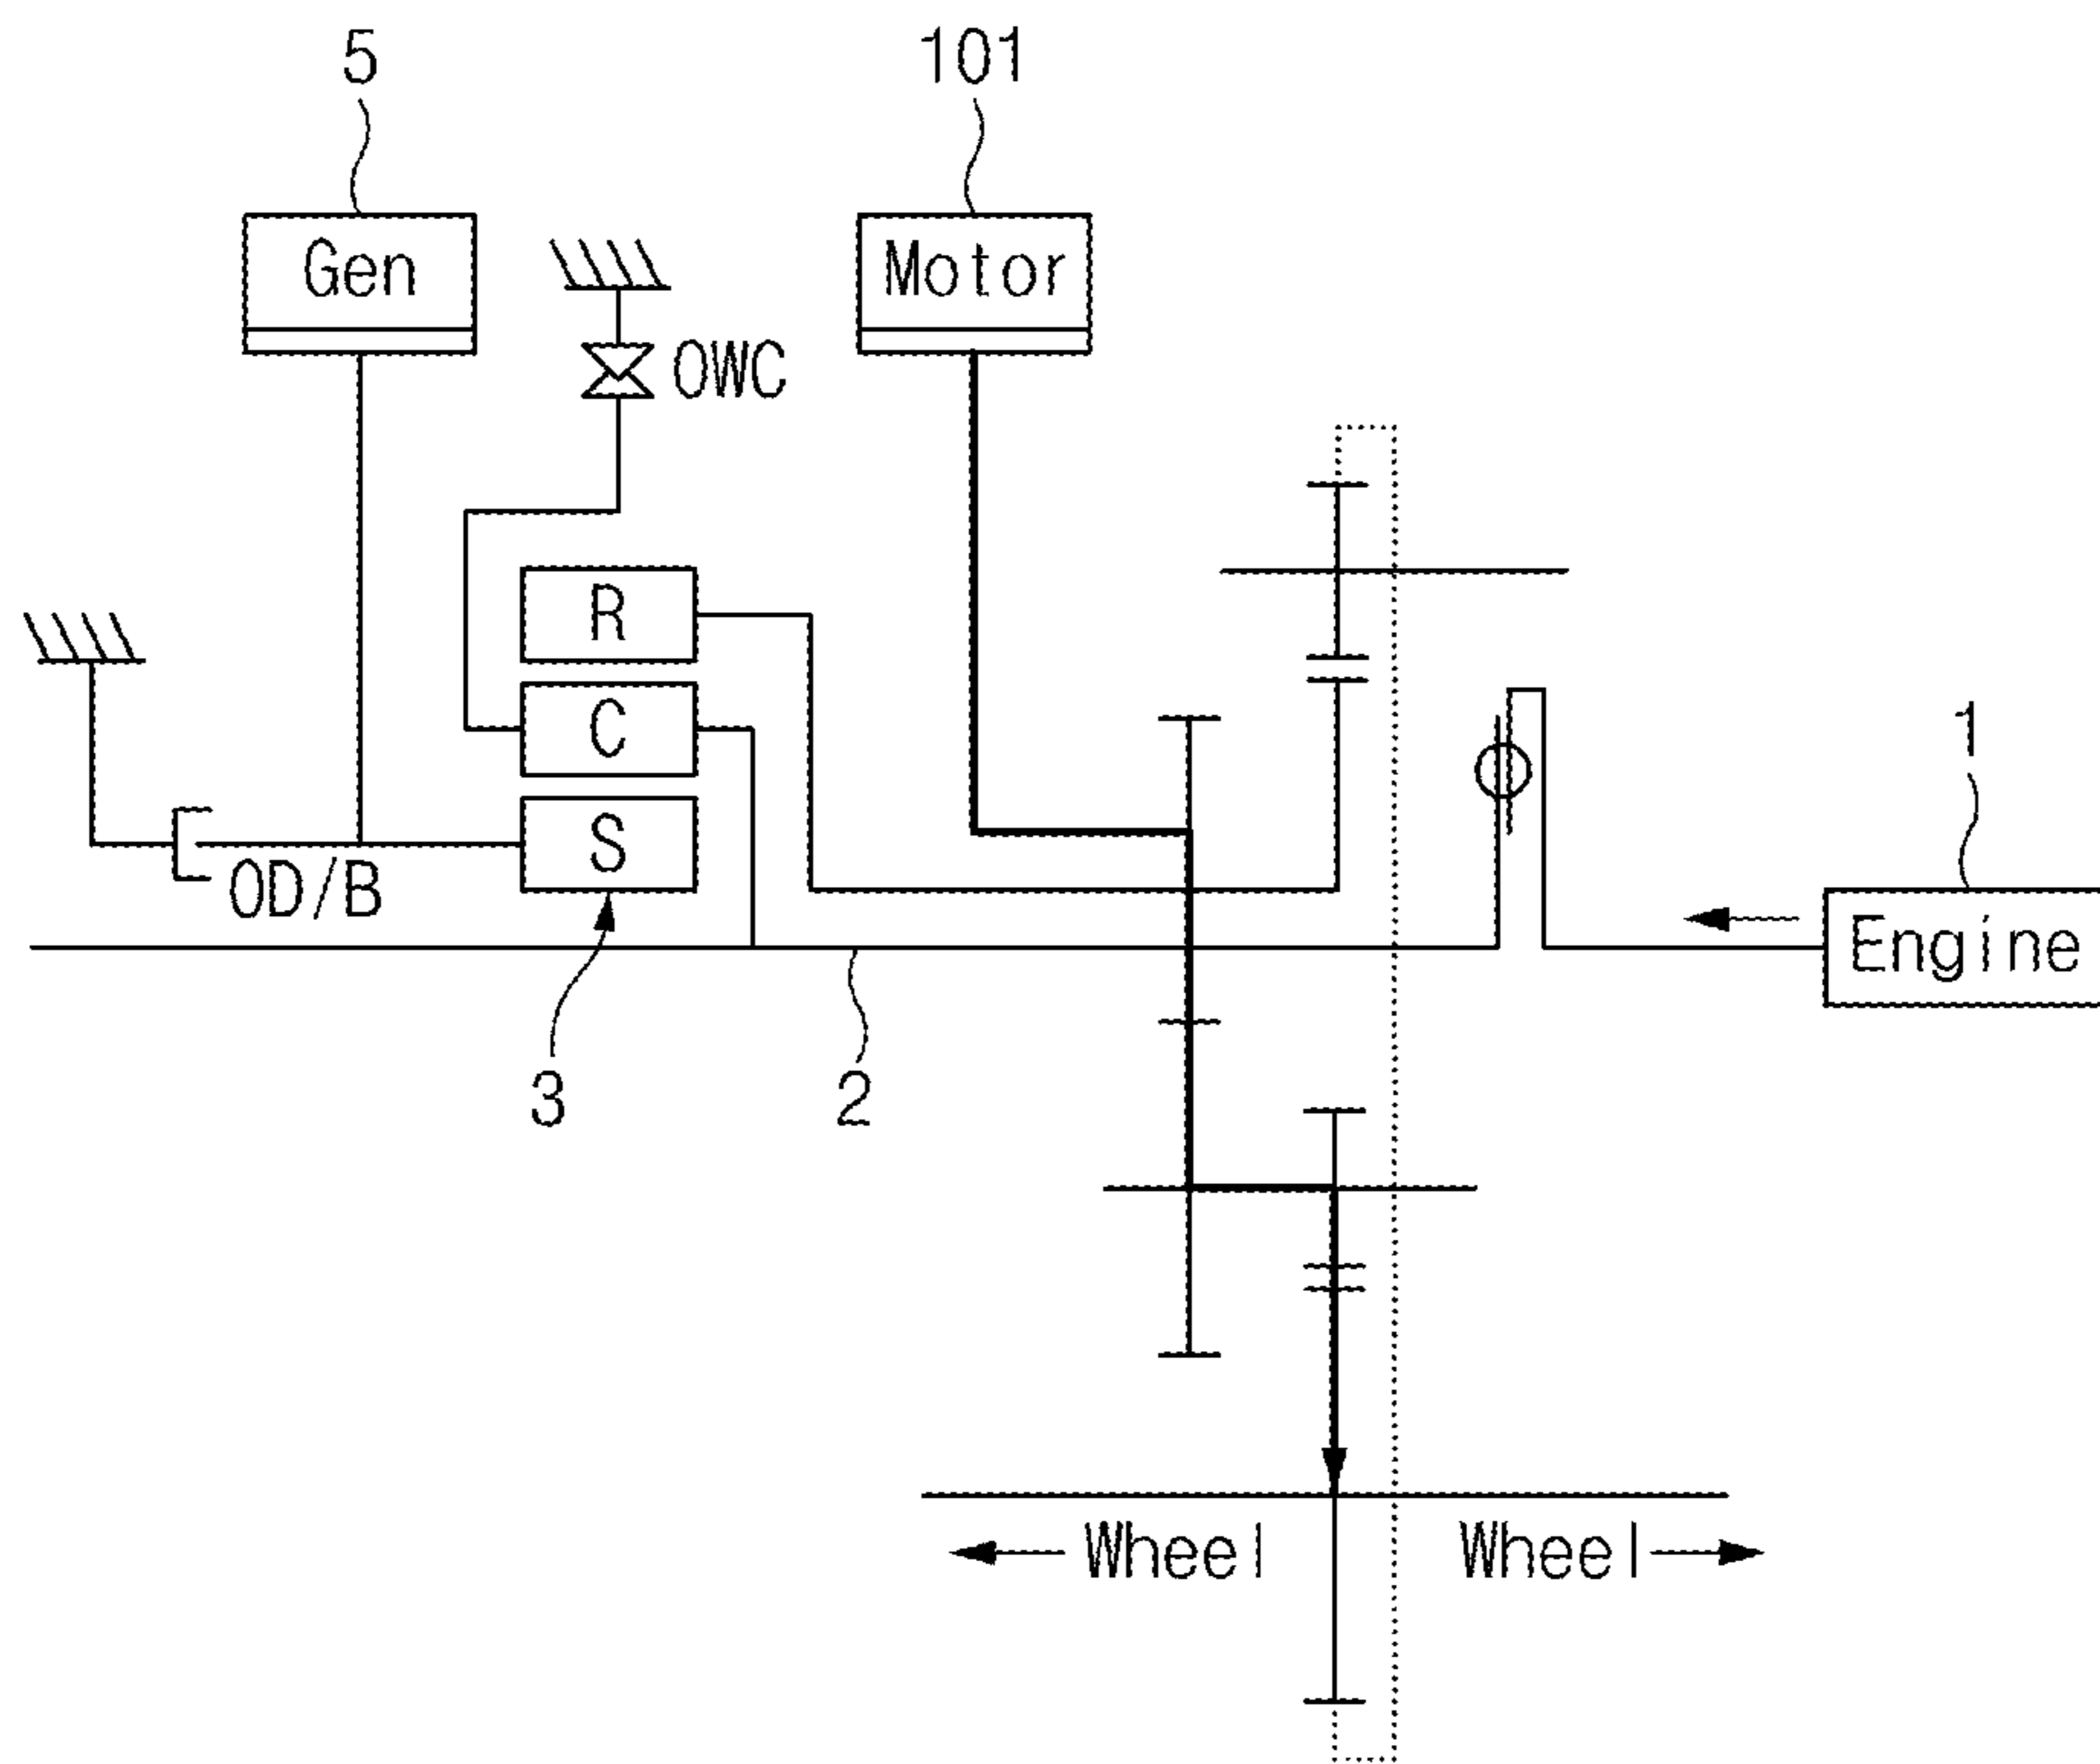 5
101
Gen
Motor
OWC
R
C
S
1
OD/B
Engine
3
2
Wheel
Wheel